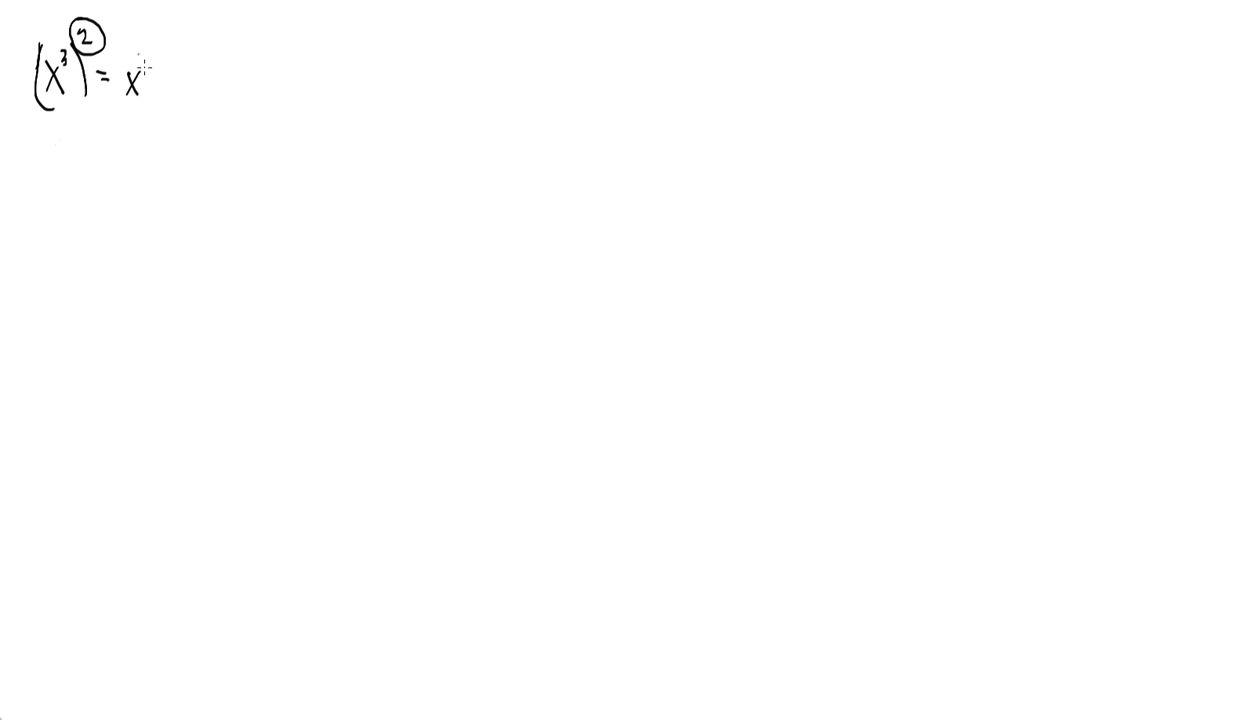 (x³)² = x